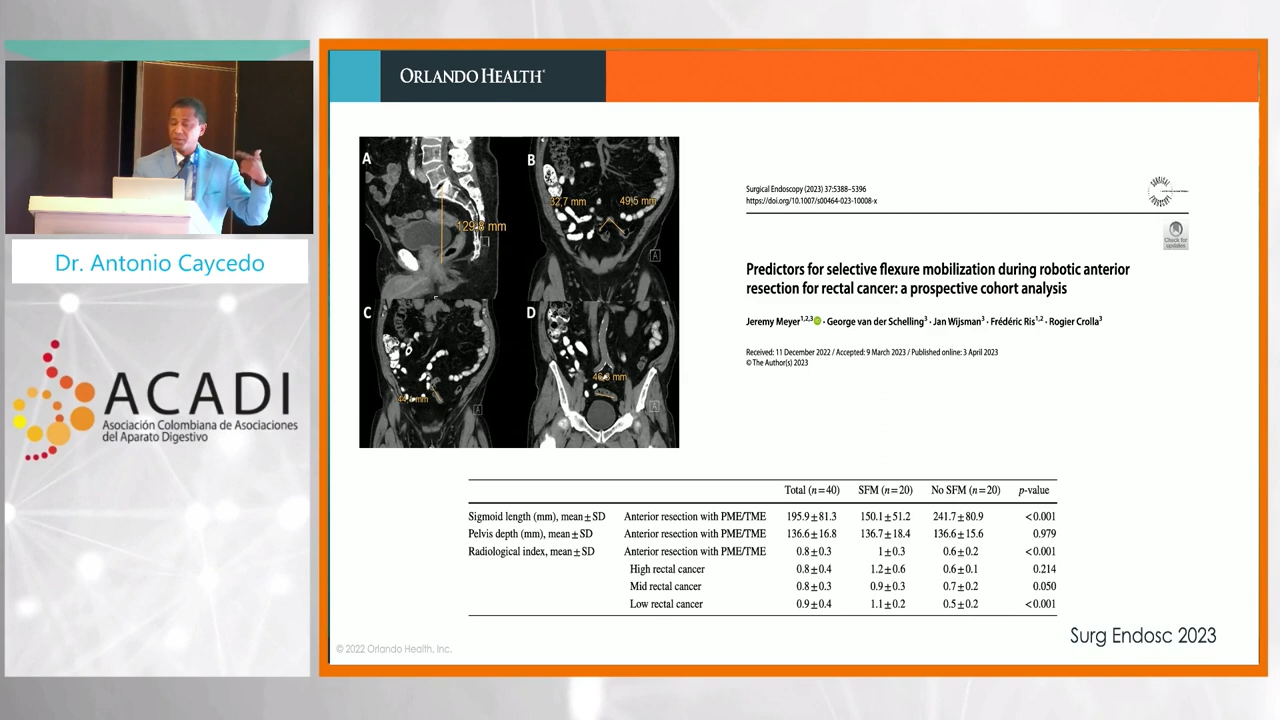 ORLANDO HEALTH®
A
B
129,8 mm
32,7 mm
49,5 mm
A
C
D
44,4 mm
46,3 mm
A
A
Surgical Endoscopy (2023) 37:5388–5396
https://doi.org/10.1007/s00464-023-10008-x
Check for
updates
Predictors for selective flexure mobilization during robotic anterior
resection for rectal cancer: a prospective cohort analysis
Jeremy Meyer1,2,3 · George van der Schelling3 · Jan Wijsman3 · Frédéric Ris1,2 · Rogier Crolla3
Received: 11 December 2022 / Accepted: 9 March 2023 / Published online: 3 April 2023
© The Author(s) 2023
Total (n=40) SFM (n=20) No SFM (n=20) p-value
Sigmoid length (mm), mean±SD Anterior resection with PME/TME 195.9±81.3 150.1±51.2 241.7±80.9 <0.001
Pelvis depth (mm), mean±SD Anterior resection with PME/TME 136.6±16.8 136.7±18.4 136.6±15.6 0.979
Radiological index, mean±SD Anterior resection with PME/TME 0.8±0.3 1±0.3 0.6±0.2 <0.001
High rectal cancer 0.8±0.4 1.2±0.6 0.6±0.1 0.214
Mid rectal cancer 0.8±0.3 0.9±0.3 0.7±0.2 0.050
Low rectal cancer 0.9±0.4 1.1±0.2 0.5±0.2 <0.001
Surg Endosc 2023
© 2022 Orlando Health, Inc.
Dr. Antonio Caycedo
ACADI
Asociación Colombiana de Asociaciones
del Aparato Digestivo